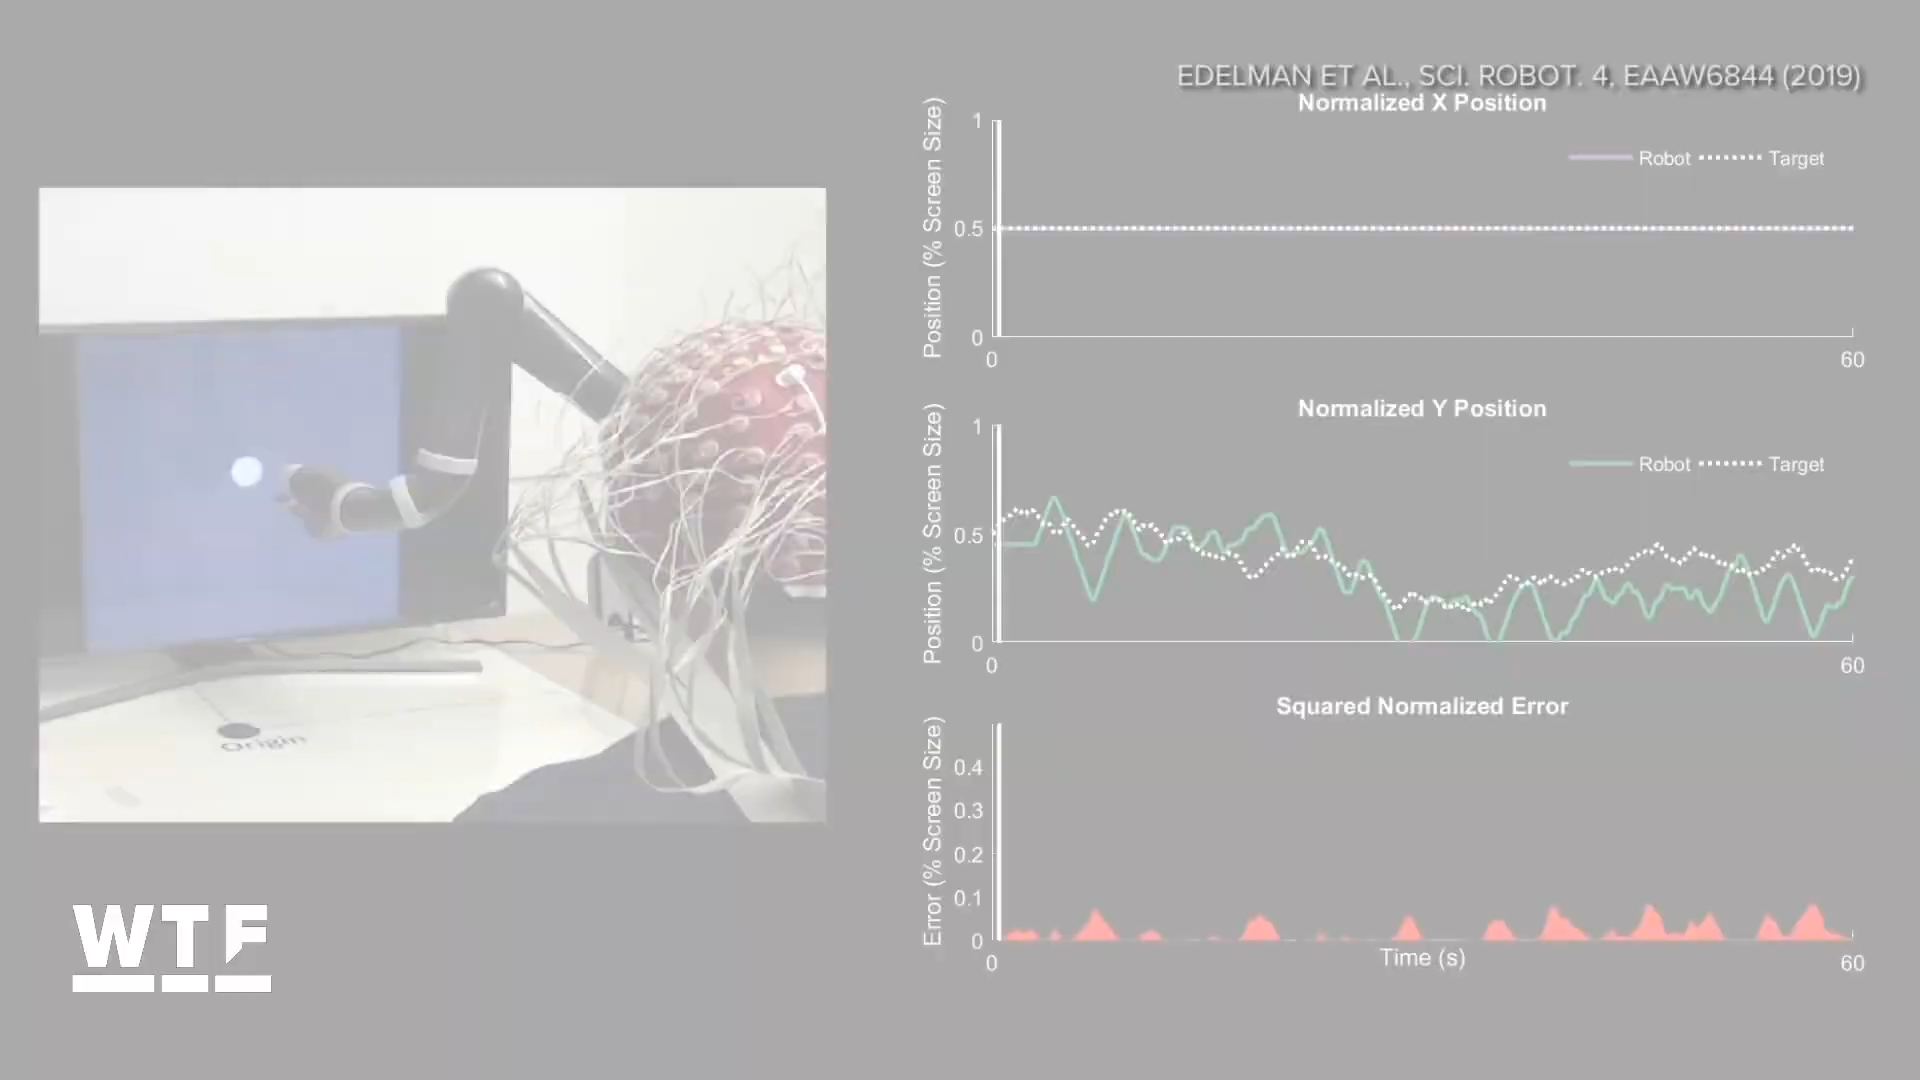 EDELMAN ET AL., SCI. ROBOT. 4, EAAW6844 (2019)
Normalized X Position
Position (% Screen Size)
1
0.5
0
0
60
Robot
Target
Normalized Y Position
Position (% Screen Size)
1
0.5
0
0
60
Robot
Target
Squared Normalized Error
Error (% Screen Size)
0.4
0.3
0.2
0.1
0
0
Time (s)
60
Origin
WTF